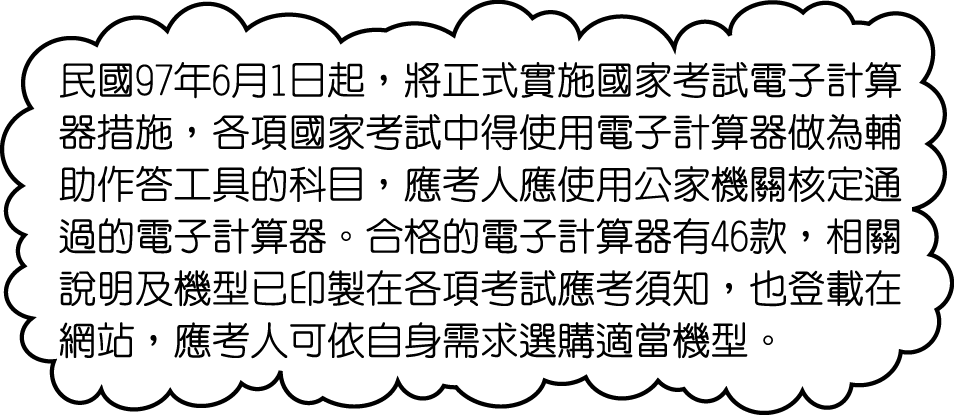 民國97年6月1日起，將正式實施國家考試電子計算
器措施，各項國家考試中得使用電子計算器做為輔
助作答工具的科目，應考人應使用公家機關核定通
過的電子計算器。合格的電子計算器有46款，相關
說明及機型已印製在各項考試應考須知，也登載在
網站，應考人可依自身需求選購適當機型。